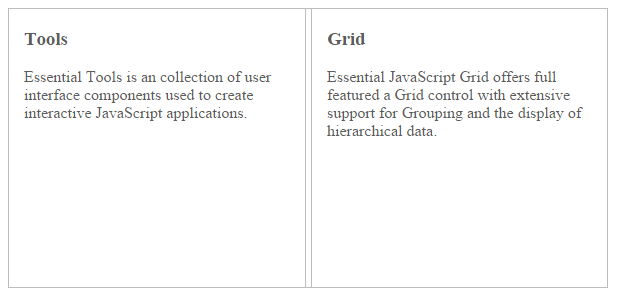 Tools
Essential Tools is an collection of user
interface components used to create
interactive JavaScript applications.
Grid
Essential JavaScript Grid offers full
featured a Grid control with extensive
support for Grouping and the display of
hierarchical data.